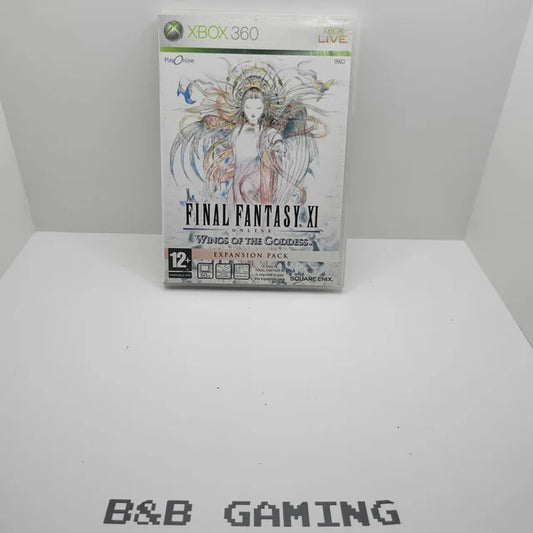 XBOX 360
XBOX
LIVE
PlayOnline
FINAL FANTASY XI
ONLINE
WINGS OF THE GODDESS
EXPANSION PACK
12+
SQUARE ENIX
B&B GAMING